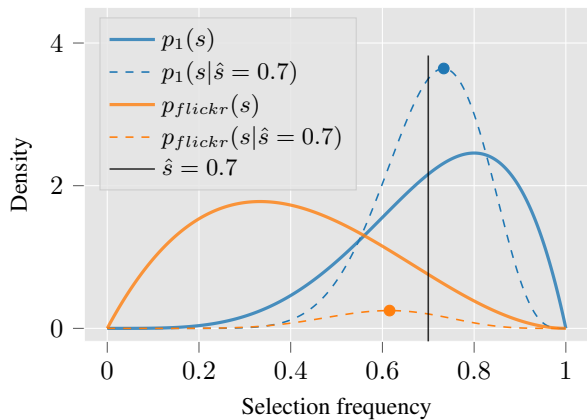 4
2
0
Density
p₁(s)
p₁(s|ŝ = 0.7)
p_flickr(s)
p_flickr(s|ŝ = 0.7)
ŝ = 0.7
0 0.2 0.4 0.6 0.8 1
Selection frequency